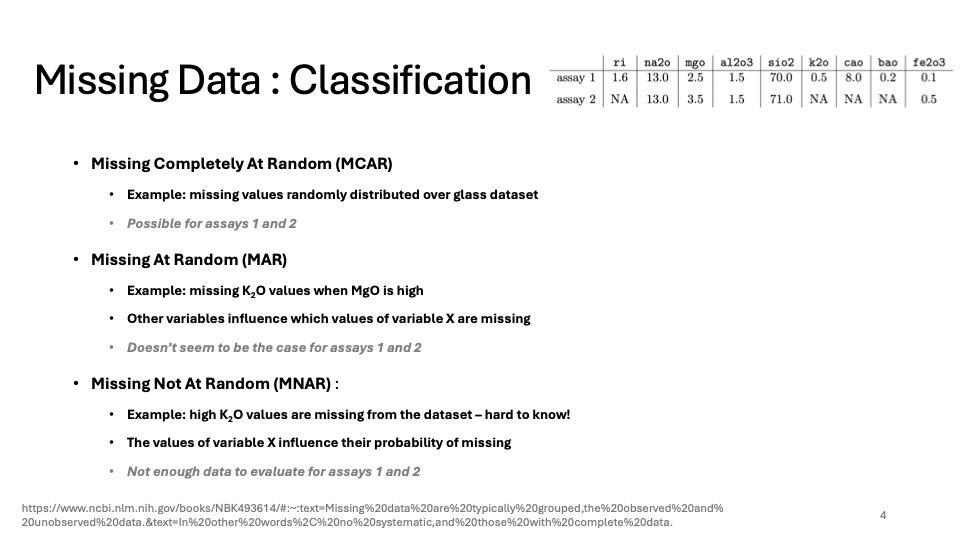 Missing Data : Classification
ri na2o mgo al2o3 sio2 k2o cao bao fe2o3
assay 1 1.6 13.0 2.5 1.5 70.0 0.5 8.0 0.2 0.1
assay 2 NA 13.0 3.5 1.5 71.0 NA NA NA 0.5
• Missing Completely At Random (MCAR)
• Example: missing values randomly distributed over glass dataset
• Possible for assays 1 and 2
• Missing At Random (MAR)
• Example: missing K₂O values when MgO is high
• Other variables influence which values of variable X are missing
• Doesn’t seem to be the case for assays 1 and 2
• Missing Not At Random (MNAR) :
• Example: high K₂O values are missing from the dataset – hard to know!
• The values of variable X influence their probability of missing
• Not enough data to evaluate for assays 1 and 2
https://www.ncbi.nlm.nih.gov/books/NBK493614/#:~:text=Missing%20data%20are%20typically%20grouped,the%20observed%20and%
20unobserved%20data.&text=In%20other%20words%2C%20no%20systematic,and%20those%20with%20complete%20data.
4